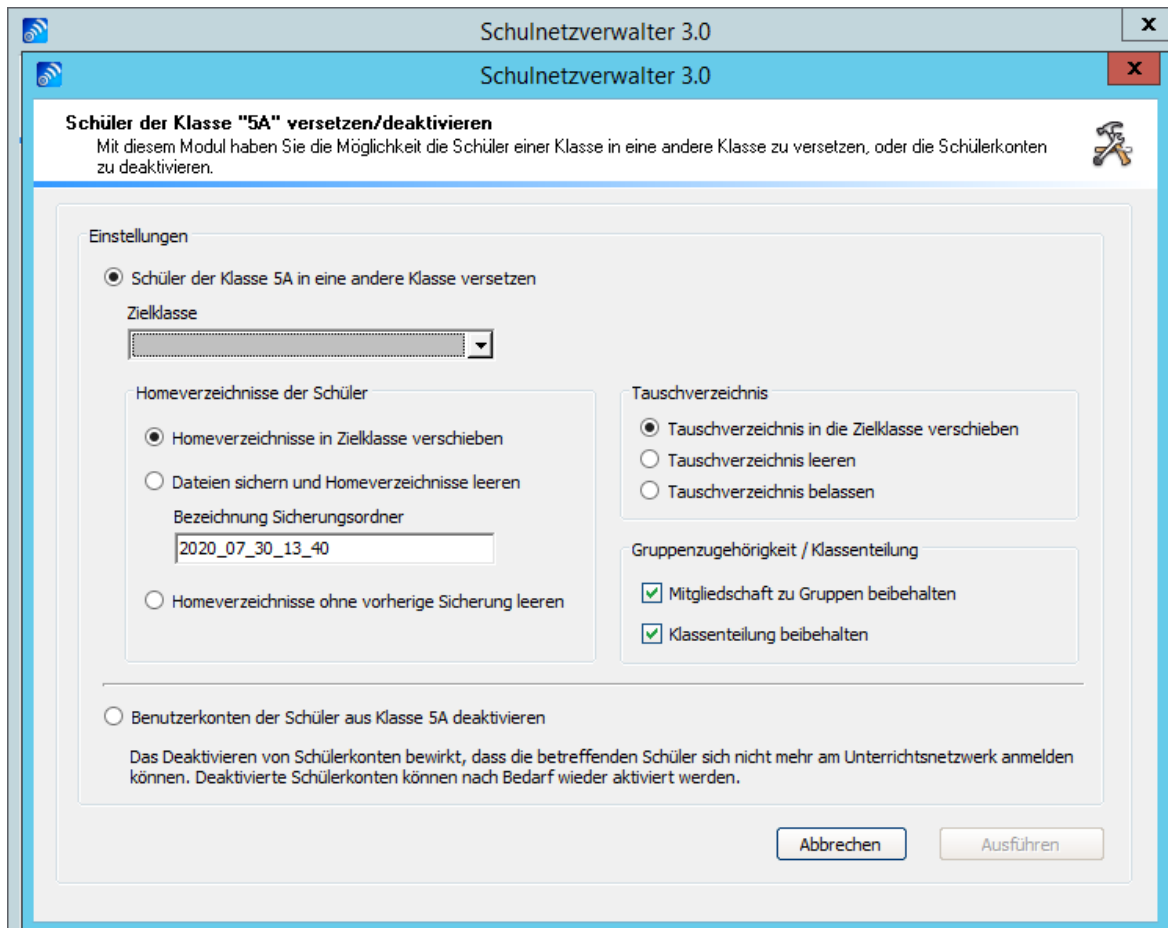 Schulnetzverwalter 3.0
x
Schulnetzverwalter 3.0
x
Schüler der Klasse "5A" versetzen/deaktivieren
Mit diesem Modul haben Sie die Möglichkeit die Schüler einer Klasse in eine andere Klasse zu versetzen, oder die Schülerkonten
zu deaktivieren.
Einstellungen
Schüler der Klasse 5A in eine andere Klasse versetzen
Zielklasse
Homeverzeichnisse der Schüler
Homeverzeichnisse in Zielklasse verschieben
Dateien sichern und Homeverzeichnisse leeren
Bezeichnung Sicherungsordner
2020_07_30_13_40
Homeverzeichnisse ohne vorherige Sicherung leeren
Tauschverzeichnis
Tauschverzeichnis in die Zielklasse verschieben
Tauschverzeichnis leeren
Tauschverzeichnis belassen
Gruppenzugehörigkeit / Klassenteilung
Mitgliedschaft zu Gruppen beibehalten
Klassenteilung beibehalten
Benutzerkonten der Schüler aus Klasse 5A deaktivieren
Das Deaktivieren von Schülerkonten bewirkt, dass die betreffenden Schüler sich nicht mehr am Unterrichtsnetzwerk anmelden
können. Deaktivierte Schülerkonten können nach Bedarf wieder aktiviert werden.
Abbrechen
Ausführen